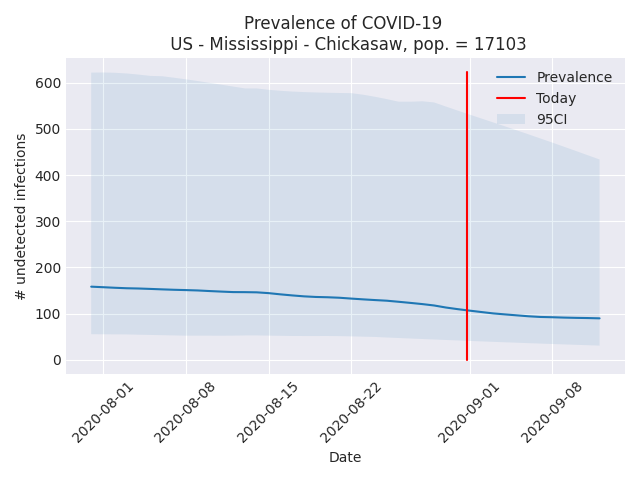 Prevalence of COVID-19
US - Mississippi - Chickasaw, pop. = 17103
Prevalence
Today
95CI
# undetected infections
600
500
400
300
200
100
0
2020-08-01
2020-08-08
2020-08-15
2020-08-22
2020-09-01
2020-09-08
Date